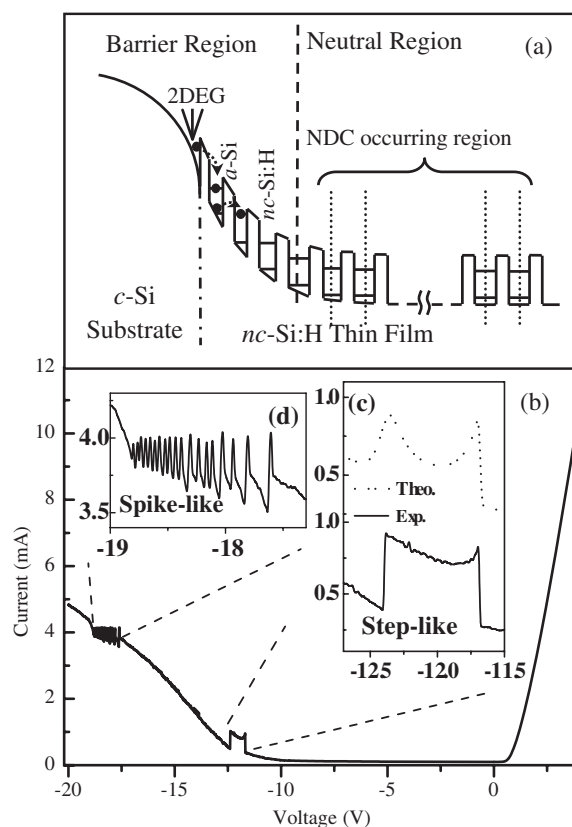 Barrier Region
Neutral Region
(a)
2DEG
NDC occurring region
a-Si
nc-Si:H
c-Si
Substrate
nc-Si:H Thin Film
12
10
8
6
4
2
0
Current (mA)
-20
-15
-10
-5
0
Voltage (V)
(d)
4.0
3.5
Spike-like
-19
-18
(c)
(b)
1.0
0.5
Theo.
1.0
Exp.
0.5
Step-like
-125
-120
-115